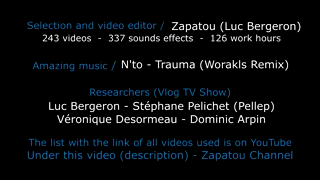 Selection and video editor / Zapatou (Luc Bergeron)
243 videos - 337 sounds effects - 126 work hours
Amazing music / N'to - Trauma (Worakls Remix)
Researchers (Vlog TV Show)
Luc Bergeron - Stéphane Pelichet (Pellep)
Véronique Desormeau - Dominic Arpin
The list with the link of all videos used is on YouTube
Under this video (description) - Zapatou Channel